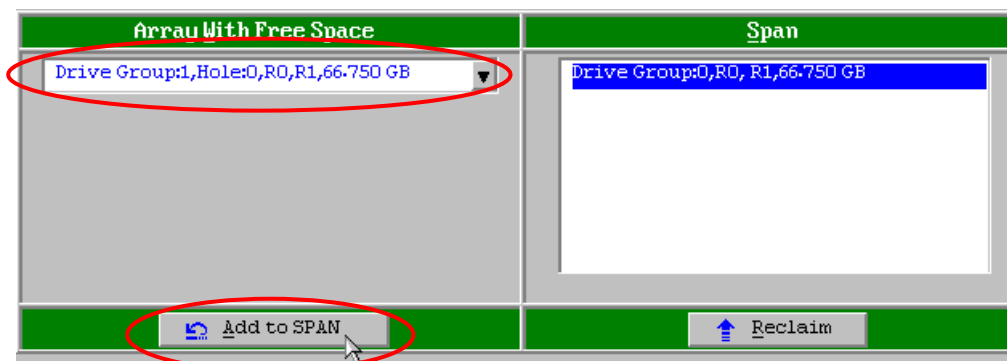 Array With Free Space
Span
Drive Group:1,Hole:0,R0,R1,66.750 GB
Drive Group:0,R0, R1,66.750 GB
Add to SPAN
Reclaim